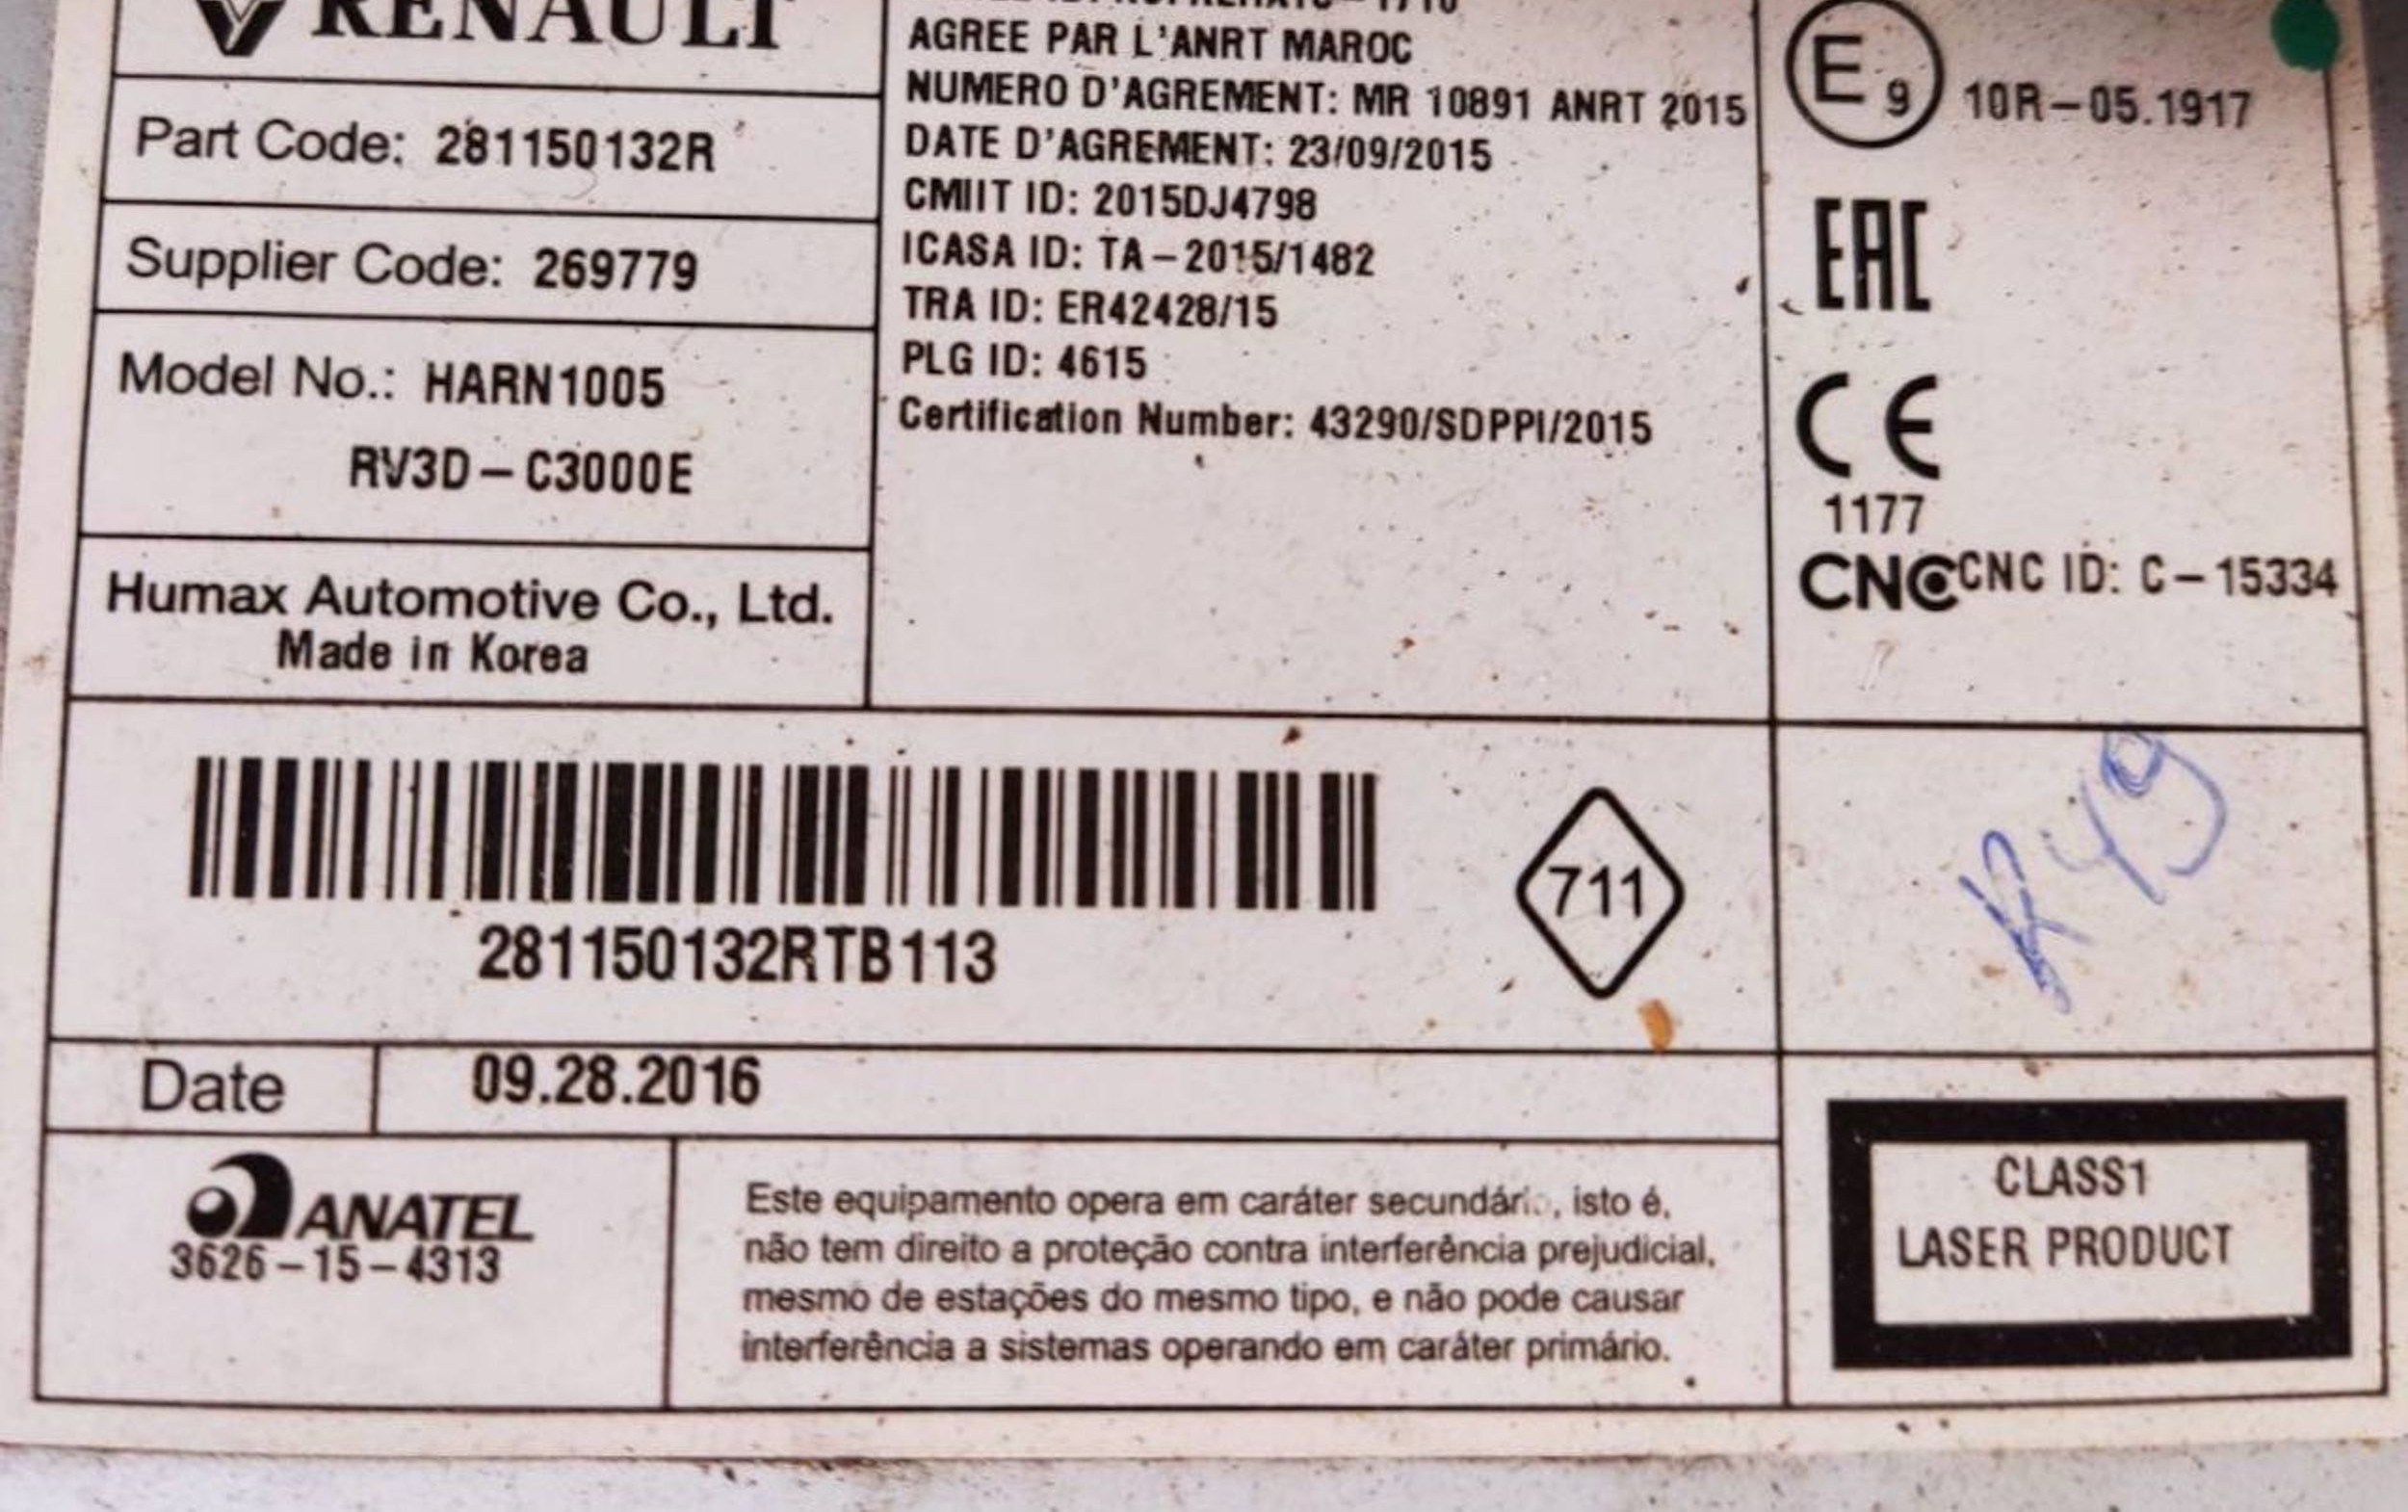 RENAULT
Part Code: 281150132R
Supplier Code: 269779
Model No.: HARN1005
RV3D-C3000E
Humax Automotive Co., Ltd.
Made in Korea
AGREE PAR L'ANRT MAROC
NUMERO D'AGREMENT: MR 10891 ANRT 2015
DATE D'AGREMENT: 23/09/2015
CMIIT ID: 2015DJ4798
ICASA ID: TA-2015/1482
TRA ID: ER42428/15
PLG ID: 4615
Certification Number: 43290/SDPPI/2015
E9 10R-05.1917
EAC
CE
1177
CNC CNC ID: C-15334
281150132RTB113
711
R49
Date 09.28.2016
ANATEL
3626-15-4313
Este equipamento opera em caráter secundário, isto é,
não tem direito a proteção contra interferência prejudicial,
mesmo de estações do mesmo tipo, e não pode causar
interferência a sistemas operando em caráter primário.
CLASS1
LASER PRODUCT